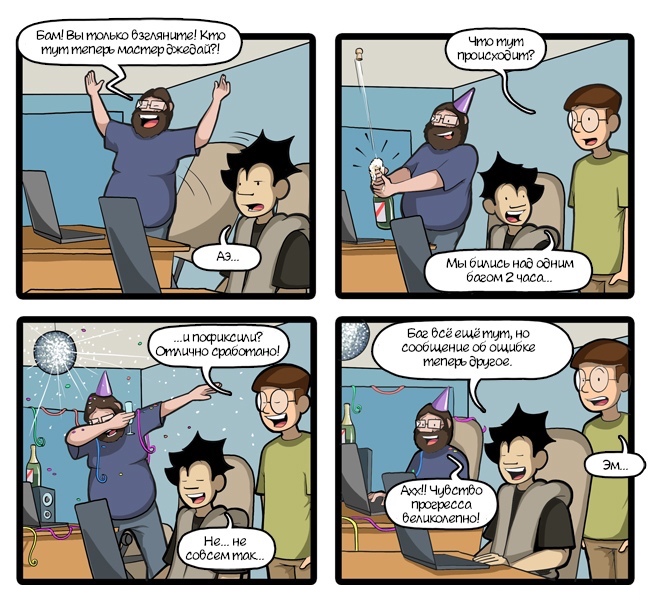 Бам! Вы только взгляните! Кто
тут теперь мастер джедай?!
Аэ...
Что тут
происходит?
Мы бились над одним
багом 2 часа...
...и пофиксили?
Отлично сработано!
Не... не
совсем так...
Баг всё ещё тут, но
сообщение об ошибке
теперь другое.
Эм...
Ахх!! Чувство
прогресса
великолепно!